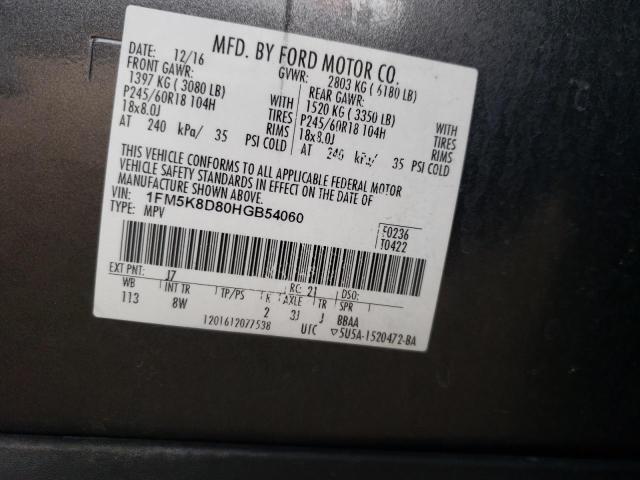 MFD. BY FORD MOTOR CO.
DATE: 12/16 GVWR: 2803 KG ( 6180 LB)
FRONT GAWR: REAR GAWR:
1397 KG ( 3080 LB) 1520 KG ( 3350 LB)
P245/60R18 104H WITH TIRES P245/60R18 104H WITH TIRES
18x8.0J RIMS 18x8.0J RIMS
AT 240 kPa/ 35 PSI COLD AT 240 kPa/ 35 PSI COLD
THIS VEHICLE CONFORMS TO ALL APPLICABLE FEDERAL MOTOR
VEHICLE SAFETY STANDARDS IN EFFECT ON THE DATE OF
MANUFACTURE SHOWN ABOVE.
VIN: 1FM5K8D80HGB54060
TYPE: MPV
F0236
T0422
EXT PNT: J7 RC: 21 DSO:
WB INT TR TP/PS R AXLE TR SPR
113 8W 2 3J J BBAA
1201612077538 UTC ▽5U5A-1520472-BA